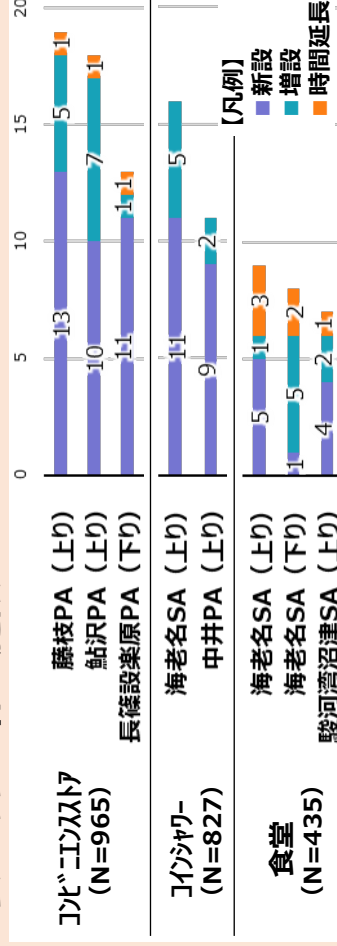 0 5 10 15 20
コンビニエンスストア
(N=965)
藤枝PA（上り） 13 5 1
鮎沢PA（上り） 10 7 1
長篠設楽原PA（下り） 11 1 1
コインシャワー
(N=827)
海老名SA（上り） 11 5
中井PA（上り） 9 2
【凡例】
新設
増設
時間延長
食堂
(N=435)
海老名SA（上り） 5 1 3
海老名SA（下り） 1 5 2
駿河湾沼津SA（上り） 4 2 1